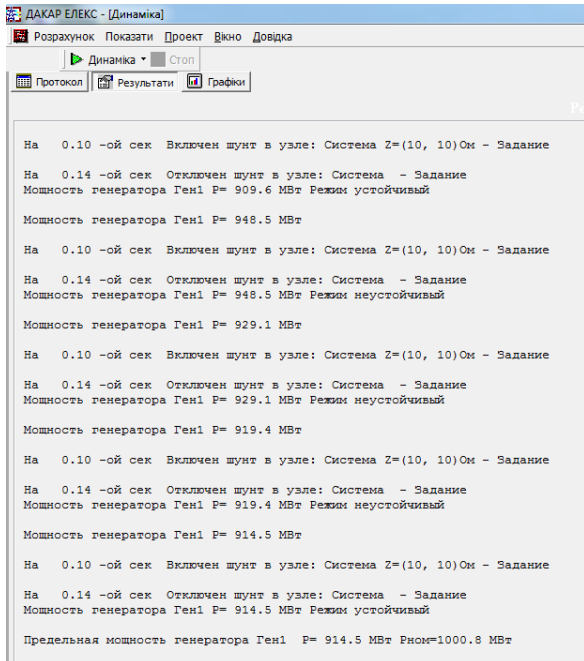 ДАКАР ЕЛЕКС - [Динаміка]
Розрахунок Показати Проект Вікно Довідка
Динаміка Стоп
Протокол Результати Графіки
На 0.10 -ой сек Включен шунт в узле: Система Z=(10, 10)Ом - Задание
На 0.14 -ой сек Отключен шунт в узле: Система - Задание
Мощность генератора Ген1 P= 909.6 МВт Режим устойчивый
Мощность генератора Ген1 P= 948.5 МВт
На 0.10 -ой сек Включен шунт в узле: Система Z=(10, 10)Ом - Задание
На 0.14 -ой сек Отключен шунт в узле: Система - Задание
Мощность генератора Ген1 P= 948.5 МВт Режим неустойчивый
Мощность генератора Ген1 P= 929.1 МВт
На 0.10 -ой сек Включен шунт в узле: Система Z=(10, 10)Ом - Задание
На 0.14 -ой сек Отключен шунт в узле: Система - Задание
Мощность генератора Ген1 P= 929.1 МВт Режим неустойчивый
Мощность генератора Ген1 P= 919.4 МВт
На 0.10 -ой сек Включен шунт в узле: Система Z=(10, 10)Ом - Задание
На 0.14 -ой сек Отключен шунт в узле: Система - Задание
Мощность генератора Ген1 P= 919.4 МВт Режим неустойчивый
Мощность генератора Ген1 P= 914.5 МВт
На 0.10 -ой сек Включен шунт в узле: Система Z=(10, 10)Ом - Задание
На 0.14 -ой сек Отключен шунт в узле: Система - Задание
Мощность генератора Ген1 P= 914.5 МВт Режим устойчивый
Предельная мощность генератора Ген1 P= 914.5 МВт Pном=1000.8 МВт